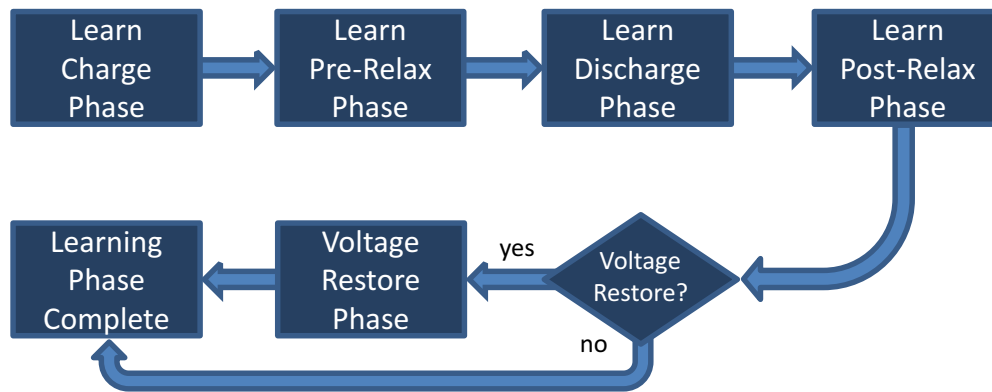 Learn
Charge
Phase
Learn
Pre-Relax
Phase
Learn
Discharge
Phase
Learn
Post-Relax
Phase
Voltage
Restore?
yes
Voltage
Restore
Phase
no
Learning
Phase
Complete